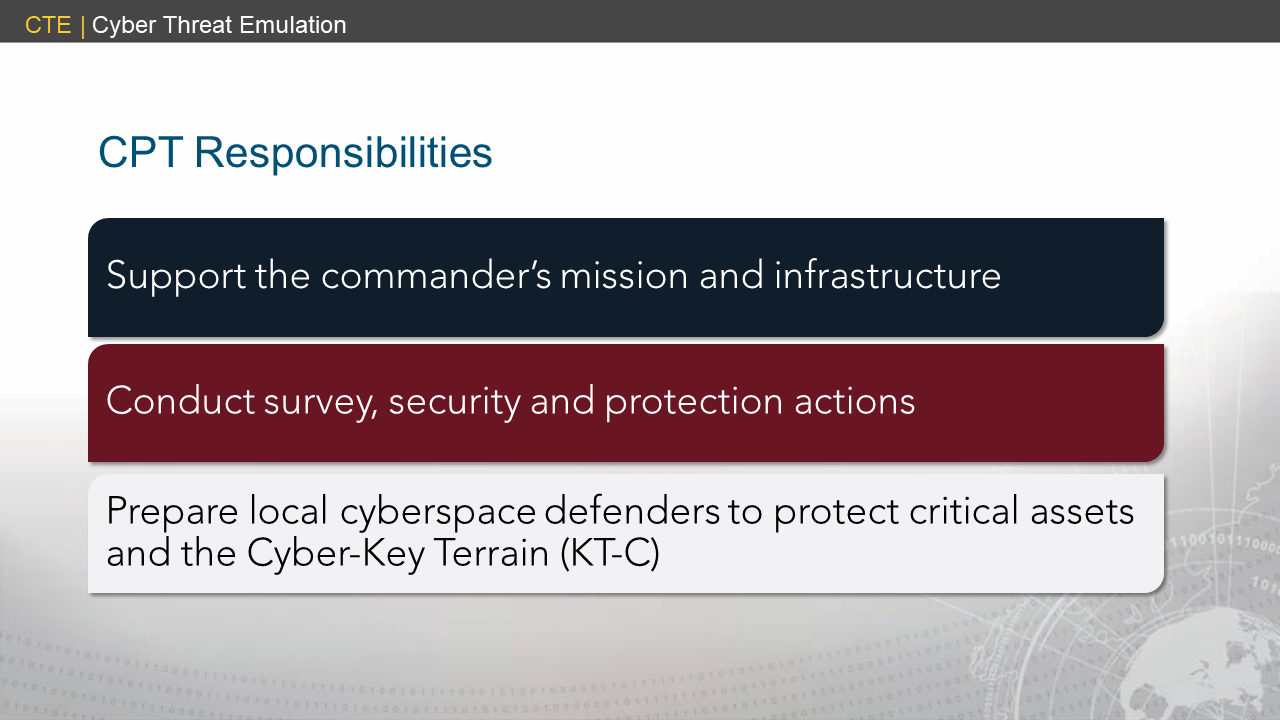 CTE | Cyber Threat Emulation
CPT Responsibilities
Support the commander’s mission and infrastructure
Conduct survey, security and protection actions
Prepare local cyberspace defenders to protect critical assets
and the Cyber-Key Terrain (KT-C)